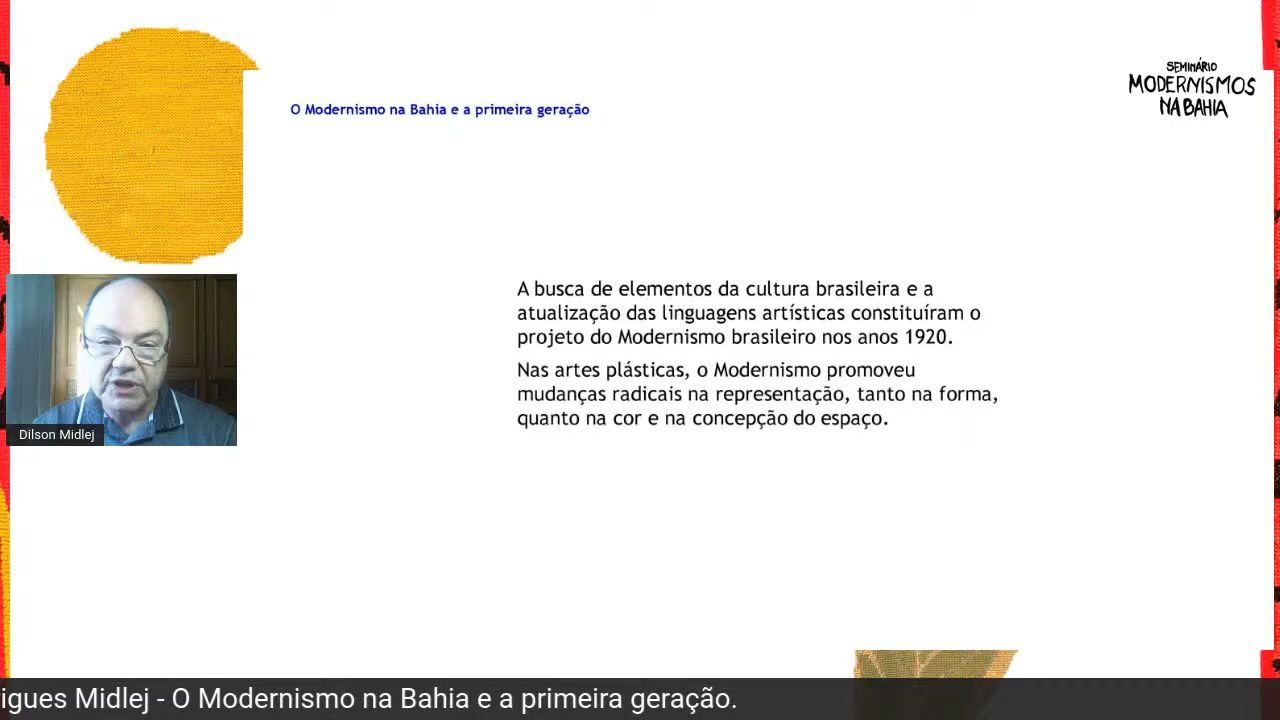 SEMINÁRIO
MODERNISMOS
NA BAHIA
O Modernismo na Bahia e a primeira geração
A busca de elementos da cultura brasileira e a
atualização das linguagens artísticas constituíram o
projeto do Modernismo brasileiro nos anos 1920.
Nas artes plásticas, o Modernismo promoveu
mudanças radicais na representação, tanto na forma,
quanto na cor e na concepção do espaço.
Dilson Midlej
igues Midlej - O Modernismo na Bahia e a primeira geração.